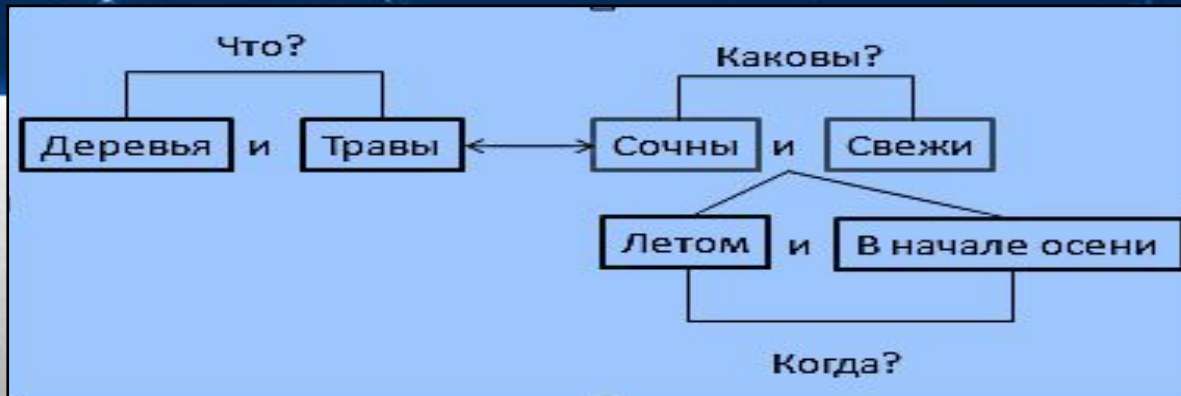 Что?
Каковы?
Деревья и Травы Сочны и Свежи
Летом и В начале осени
Когда?